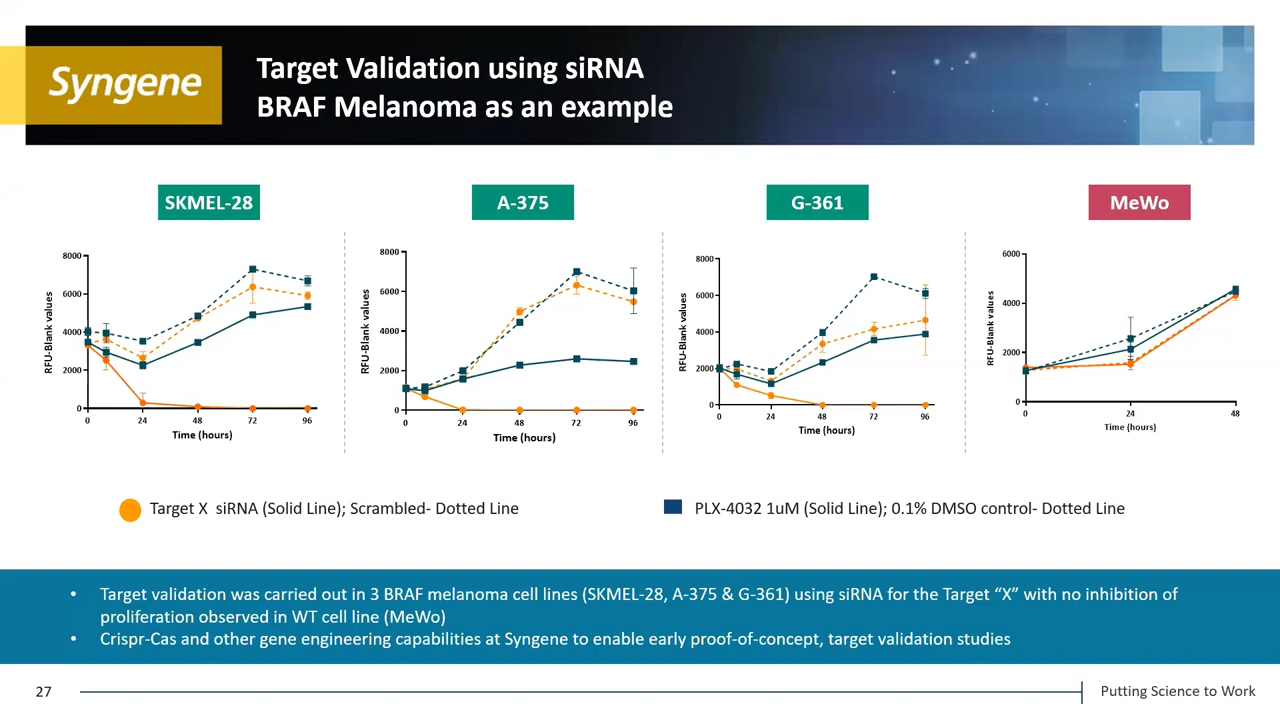 Syngene
Target Validation using siRNA
BRAF Melanoma as an example
SKMEL-28
A-375
G-361
MeWo
RFU-Blank values
8000
6000
4000
2000
0
0 24 48 72 96
Time (hours)
RFU-Blank values
8000
6000
4000
2000
0
0 24 48 72 96
Time (hours)
RFU-Blank values
8000
6000
4000
2000
0
0 24 48 72 96
Time (hours)
RFU-Blank values
6000
4000
2000
0
0 24 48
Time (hours)
Target X siRNA (Solid Line); Scrambled- Dotted Line
PLX-4032 1uM (Solid Line); 0.1% DMSO control- Dotted Line
• Target validation was carried out in 3 BRAF melanoma cell lines (SKMEL-28, A-375 & G-361) using siRNA for the Target “X” with no inhibition of
proliferation observed in WT cell line (MeWo)
• Crispr-Cas and other gene engineering capabilities at Syngene to enable early proof-of-concept, target validation studies
27
Putting Science to Work